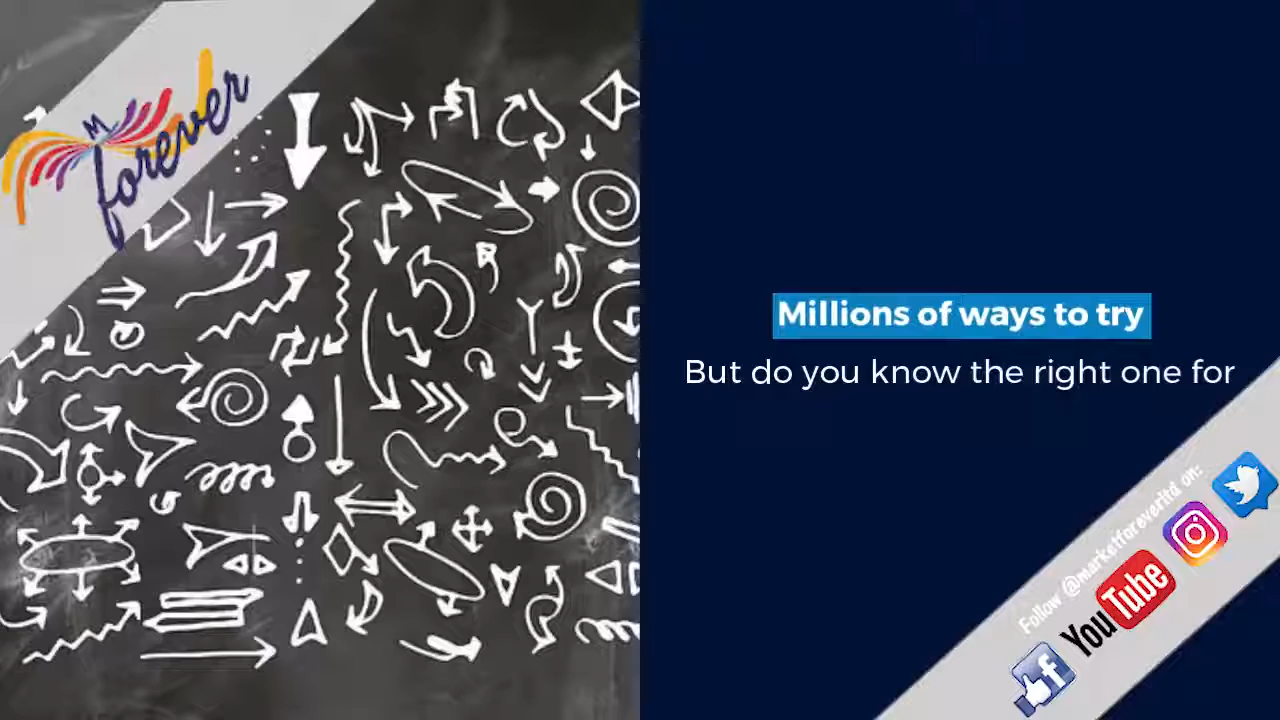 M
forever
Millions of ways to try
But do you know the right one for
Follow @marketforeverltd on:
YouTube
f